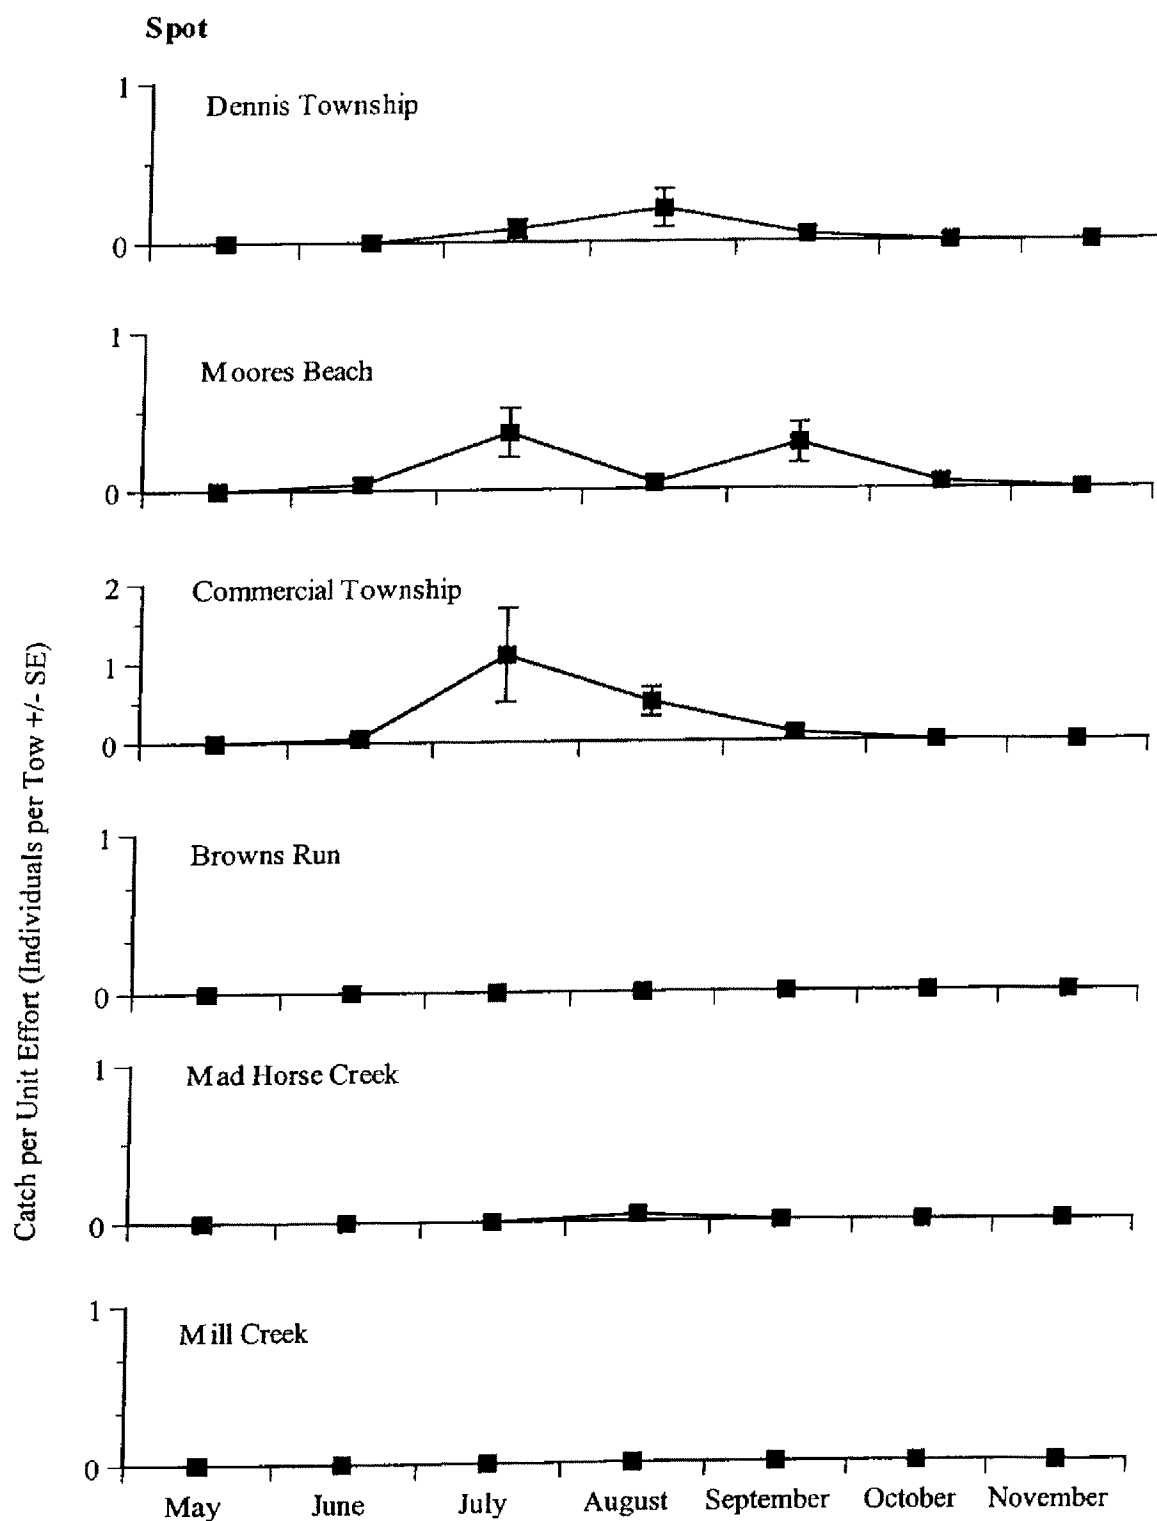 Spot
1
Dennis Township
0
1
Moores Beach
0
2
Commercial Township
1
0
Catch per Unit Effort (Individuals per Tow +/- SE)
1
Browns Run
0
1
Mad Horse Creek
0
1
Mill Creek
0
May June July August September October November